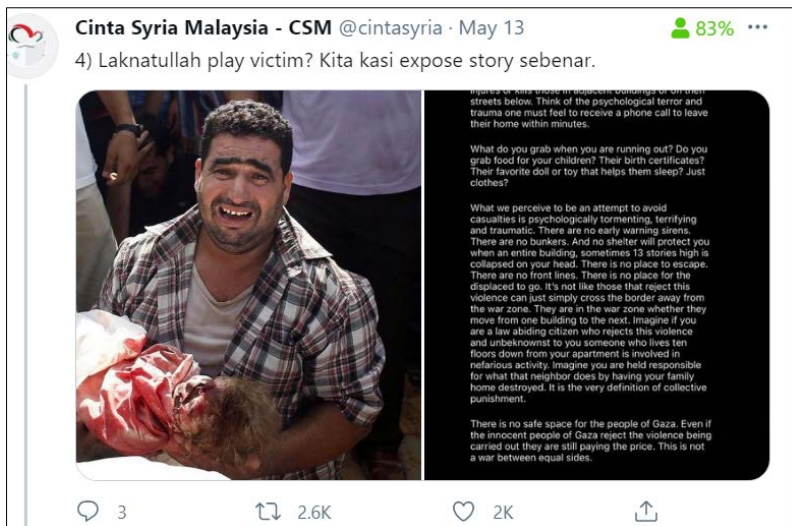 Cinta Syria Malaysia - CSM @cintasyria · May 13
83%
4) Laknatullah play victim? Kita kasi expose story sebenar.
injures or kills those in adjacent buildings or on then
streets below. Think of the psychological terror and
trauma one must feel to receive a phone call to leave
their home within minutes.
What do you grab when you are running out? Do you
grab food for your children? Their birth certificates?
Their favorite doll or toy that helps them sleep? Just
clothes?
What we perceive to be an attempt to avoid
casualties is psychologically tormenting, terrifying
and traumatic. There are no early warning sirens.
There are no bunkers. And no shelter will protect you
when an entire building, sometimes 13 stories high is
collapsed on your head. There is no place to escape.
There are no front lines. There is no place for the
displaced to go. It's not like those that reject this
violence can just simply cross the border away from
the war zone. They are in the war zone whether they
move from one building to the next. Imagine if you
are a law abiding citizen who rejects this violence
and unbeknownst to you someone who lives ten
floors down from your apartment is involved in
nefarious activity. Imagine you are held responsible
for what that neighbor does by having your family
home destroyed. It is the very definition of collective
punishment.
There is no safe space for the people of Gaza. Even if
the innocent people of Gaza reject the violence being
carried out they are still paying the price. This is not
a war between equal sides.
3
2.6K
2K